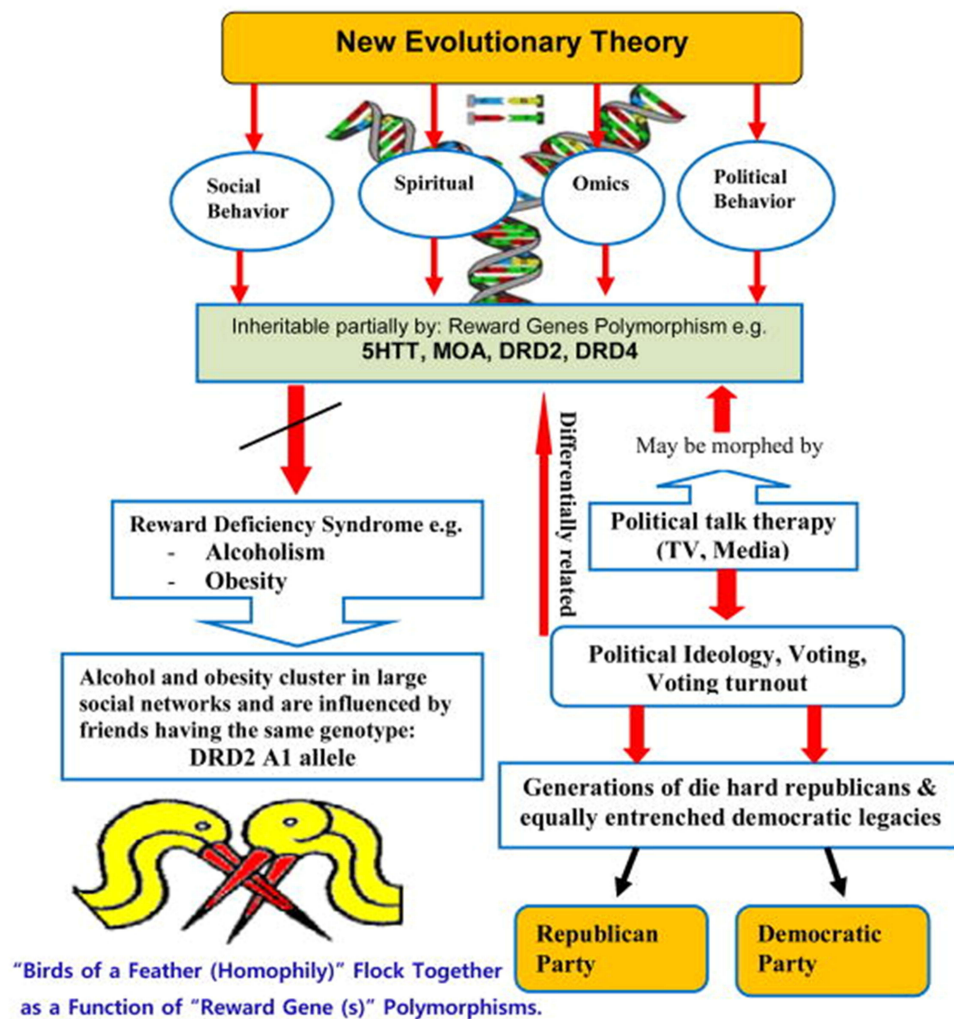 New Evolutionary Theory
Social
Behavior
Spiritual
Omics
Political
Behavior
Inheritable partially by: Reward Genes Polymorphism e.g.
5HTT, MOA, DRD2, DRD4
Differentially related
May be morphed by
Reward Deficiency Syndrome e.g.
- Alcoholism
- Obesity
Political talk therapy
(TV, Media)
Alcohol and obesity cluster in large
social networks and are influenced by
friends having the same genotype:
DRD2 A1 allele
Political Ideology, Voting,
Voting turnout
Generations of die hard republicans &
equally entrenched democratic legacies
Republican
Party
Democratic
Party
“Birds of a Feather (Homophily)” Flock Together
as a Function of “Reward Gene (s)” Polymorphisms.